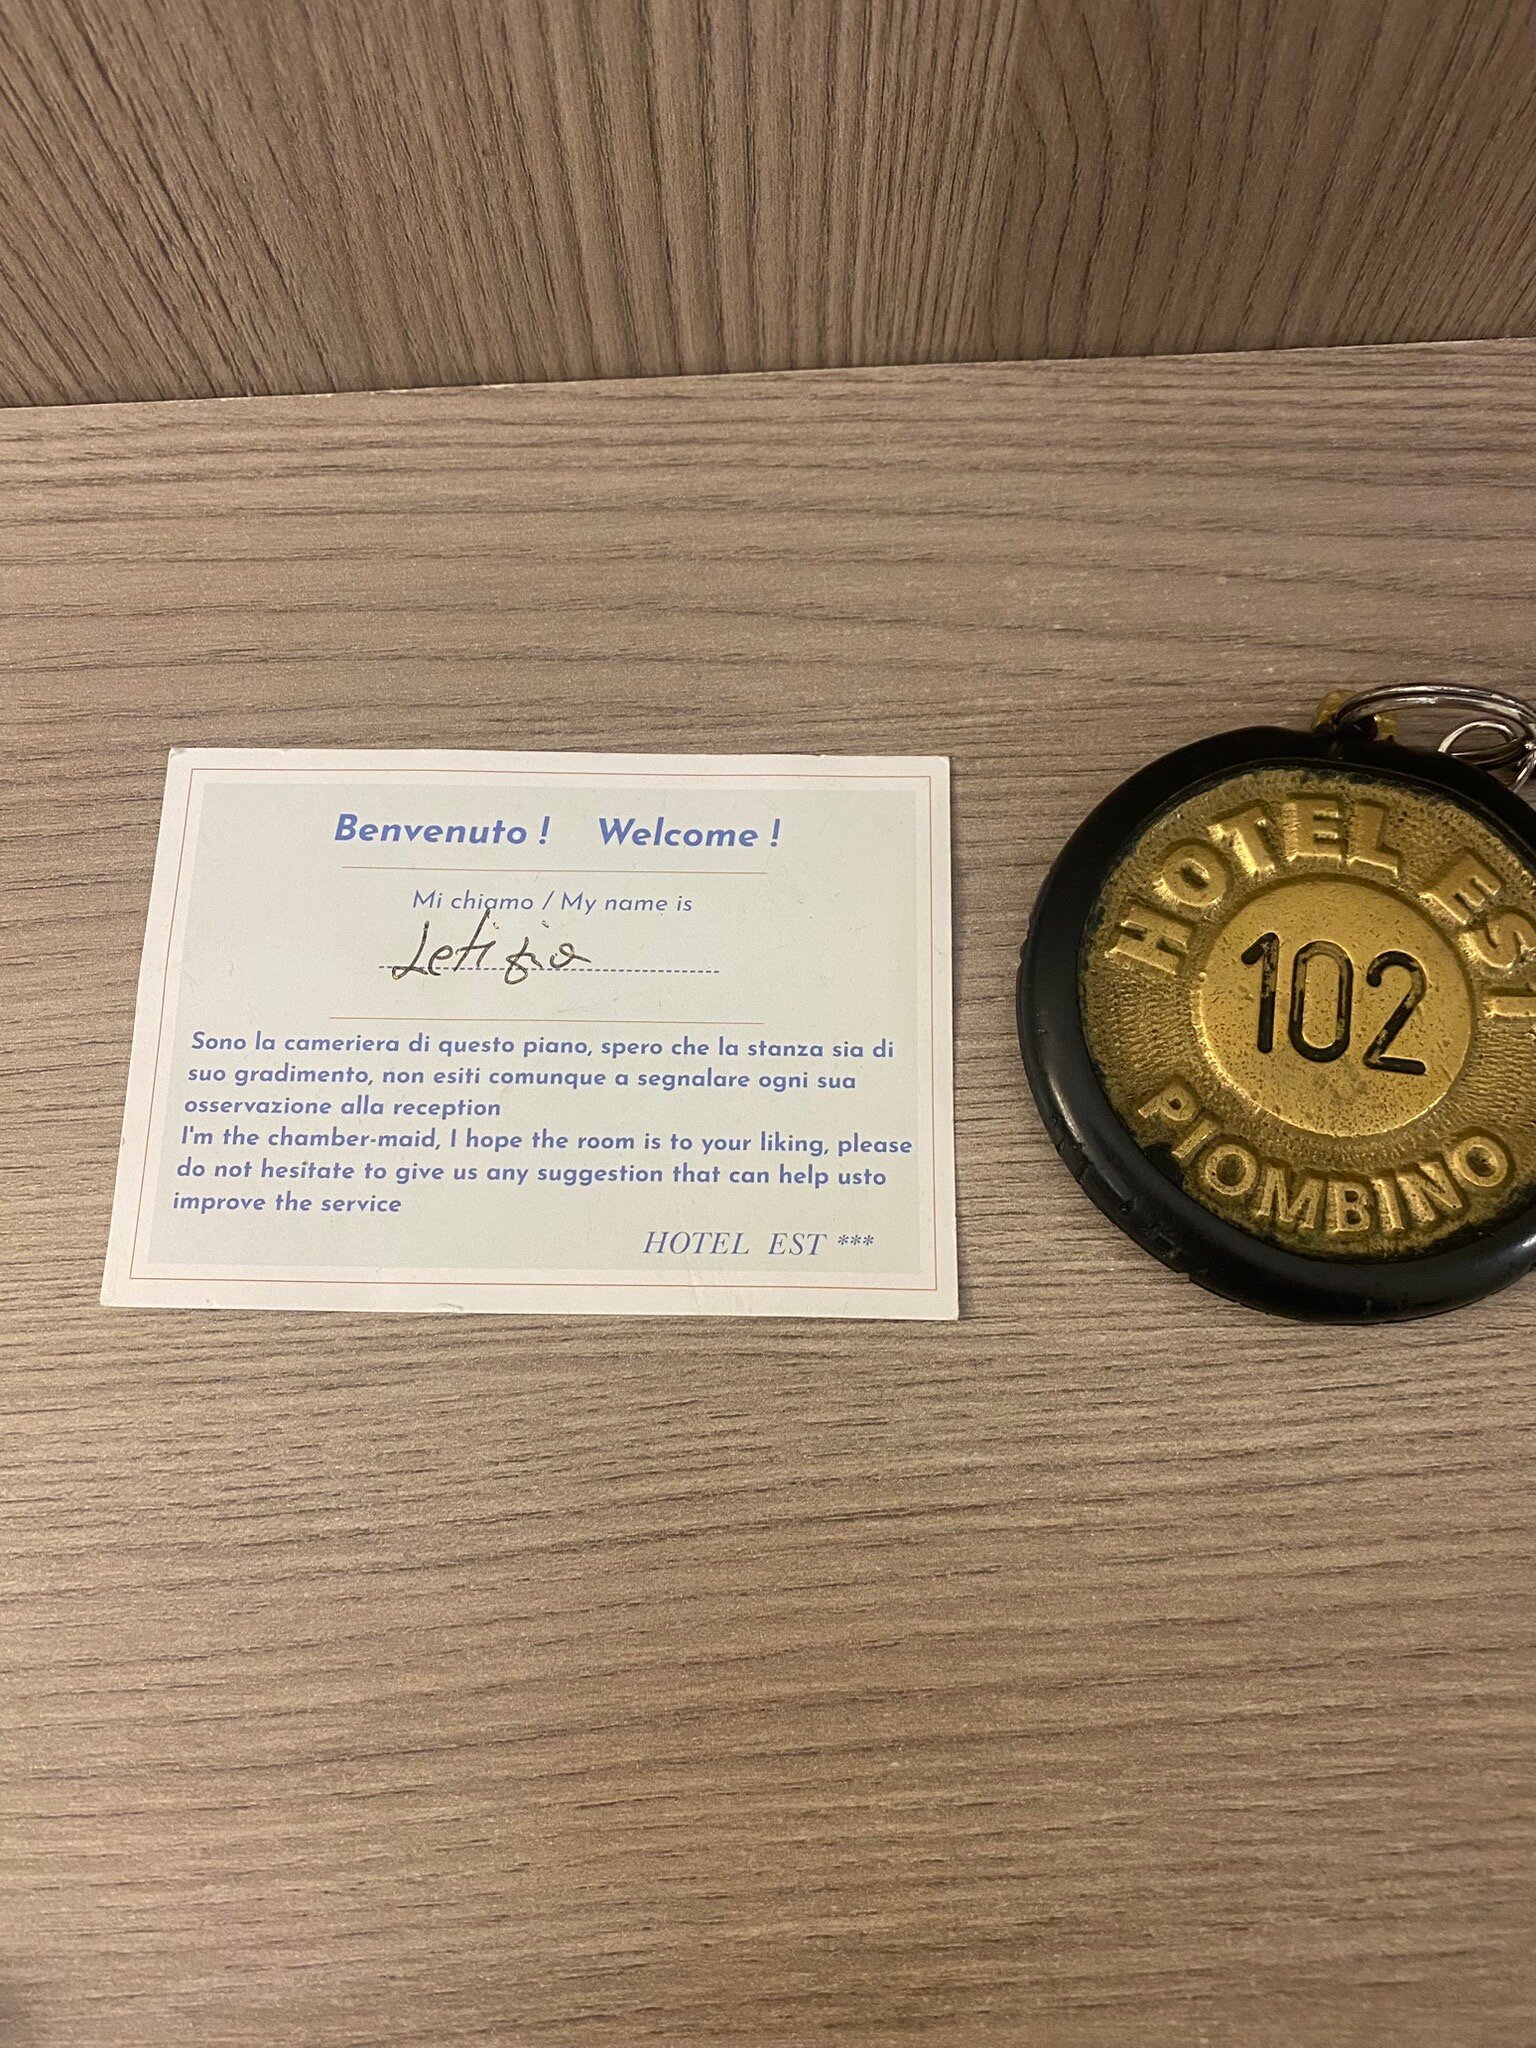 Benvenuto ! Welcome !
Mi chiamo / My name is
Letizia
Sono la cameriera di questo piano, spero che la stanza sia di
suo gradimento, non esiti comunque a segnalare ogni sua
osservazione alla reception
I'm the chamber-maid, I hope the room is to your liking, please
do not hesitate to give us any suggestion that can help usto
improve the service
HOTEL EST ***
HOTEL EST
102
PIOMBINO